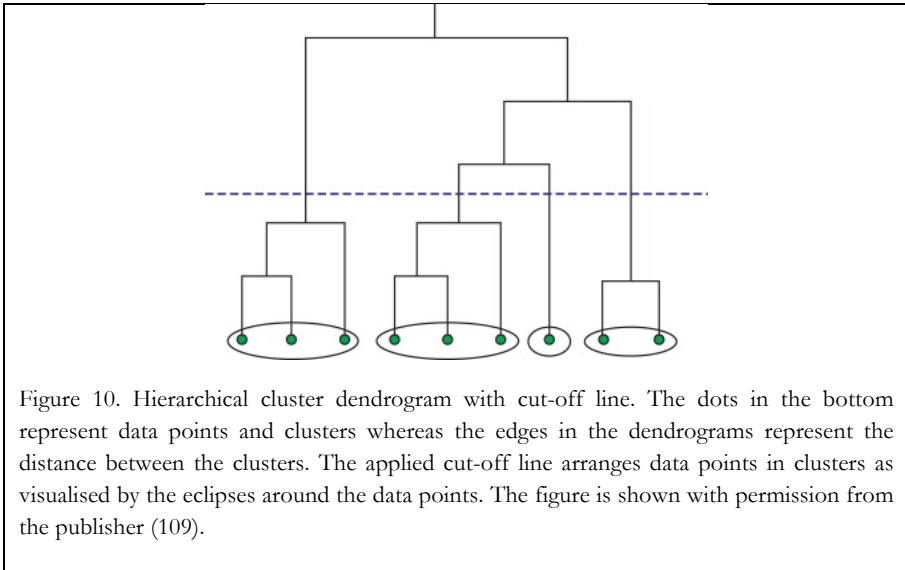 Figure 10. Hierarchical cluster dendrogram with cut-off line. The dots in the bottom
represent data points and clusters whereas the edges in the dendrograms represent the
distance between the clusters. The applied cut-off line arranges data points in clusters as
visualised by the eclipses around the data points. The figure is shown with permission from
the publisher (109).